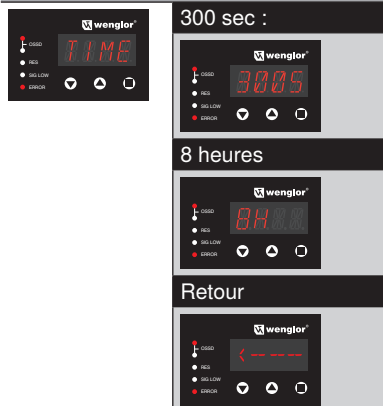 wenglor
OSSD
TIME
RES
SIG LOW
ERROR
300 sec :
wenglor
OSSD
300S
RES
SIG LOW
ERROR
8 heures
wenglor
OSSD
8H
RES
SIG LOW
ERROR
Retour
wenglor
OSSD
<-----
RES
SIG LOW
ERROR